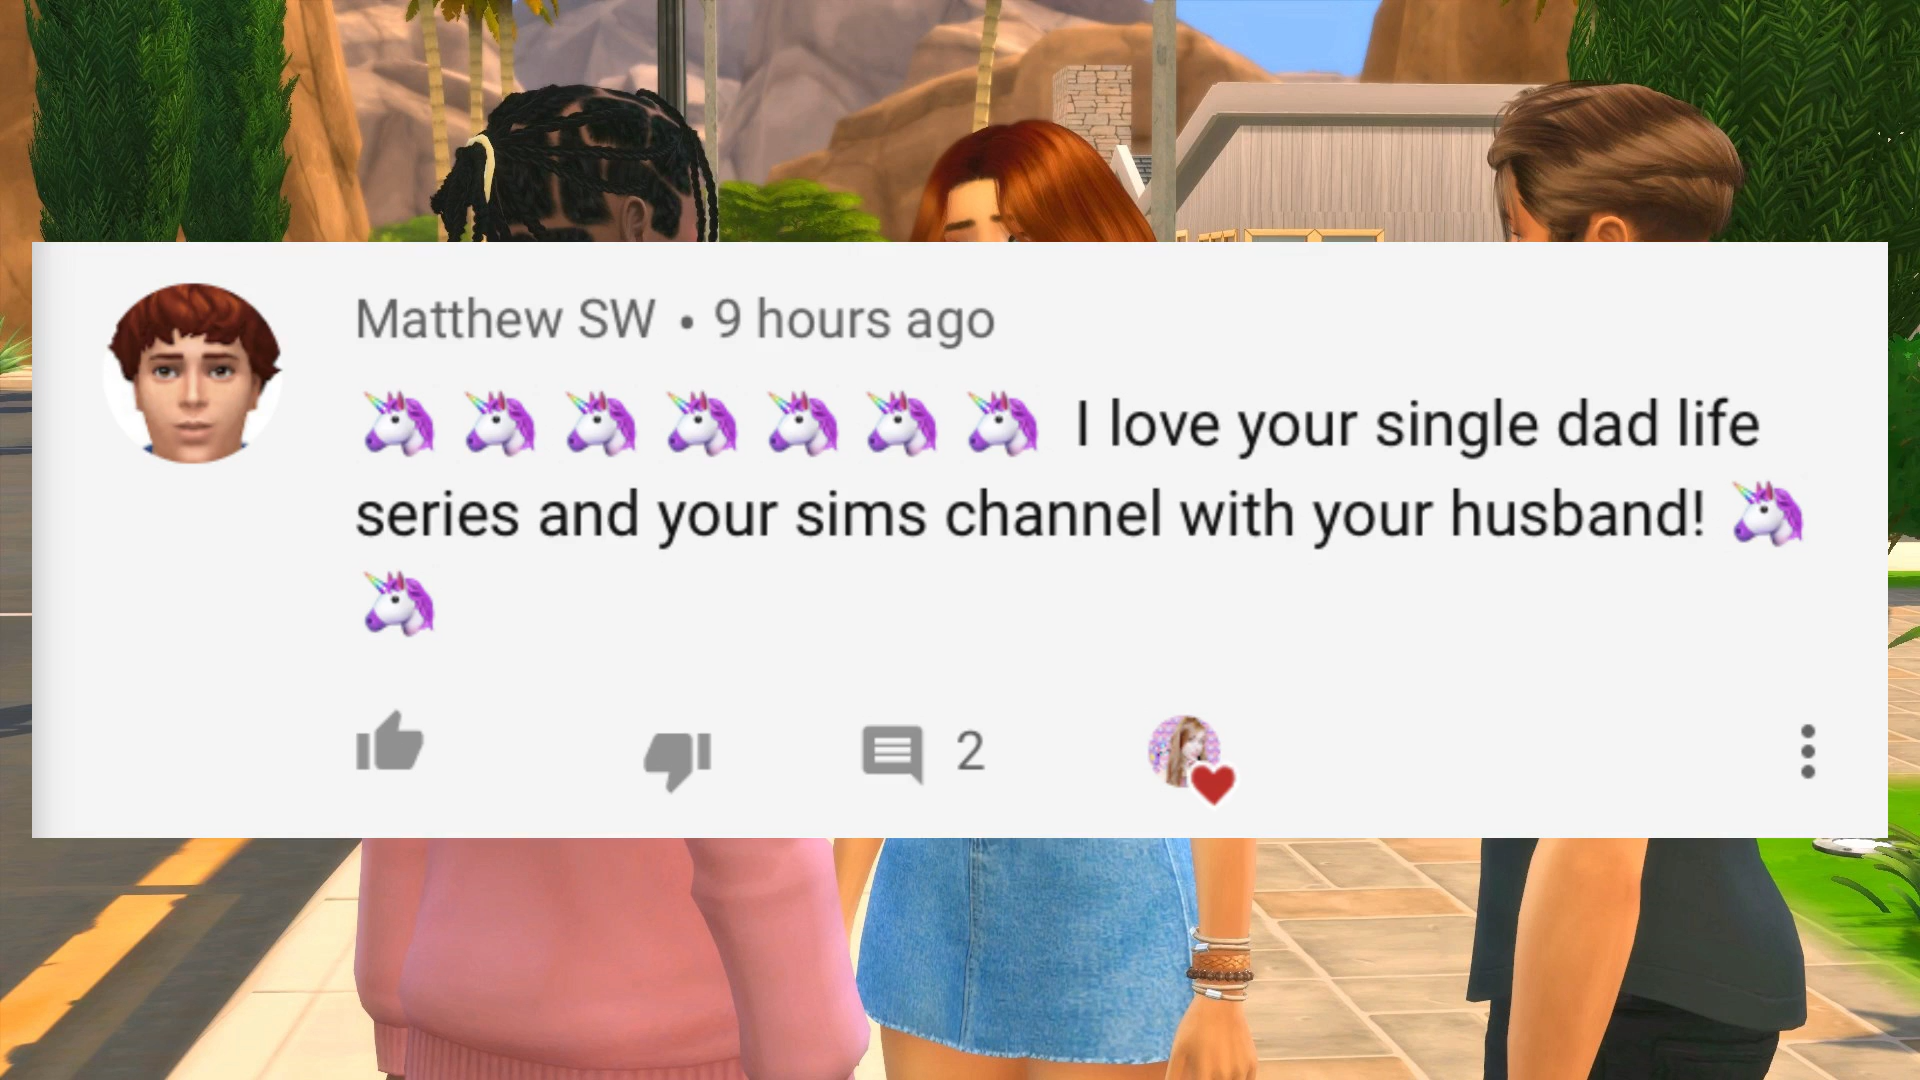 Matthew SW • 9 hours ago
🦄 🦄 🦄 🦄 🦄 🦄 🦄 I love your single dad life
series and your sims channel with your husband! 🦄
🦄
2